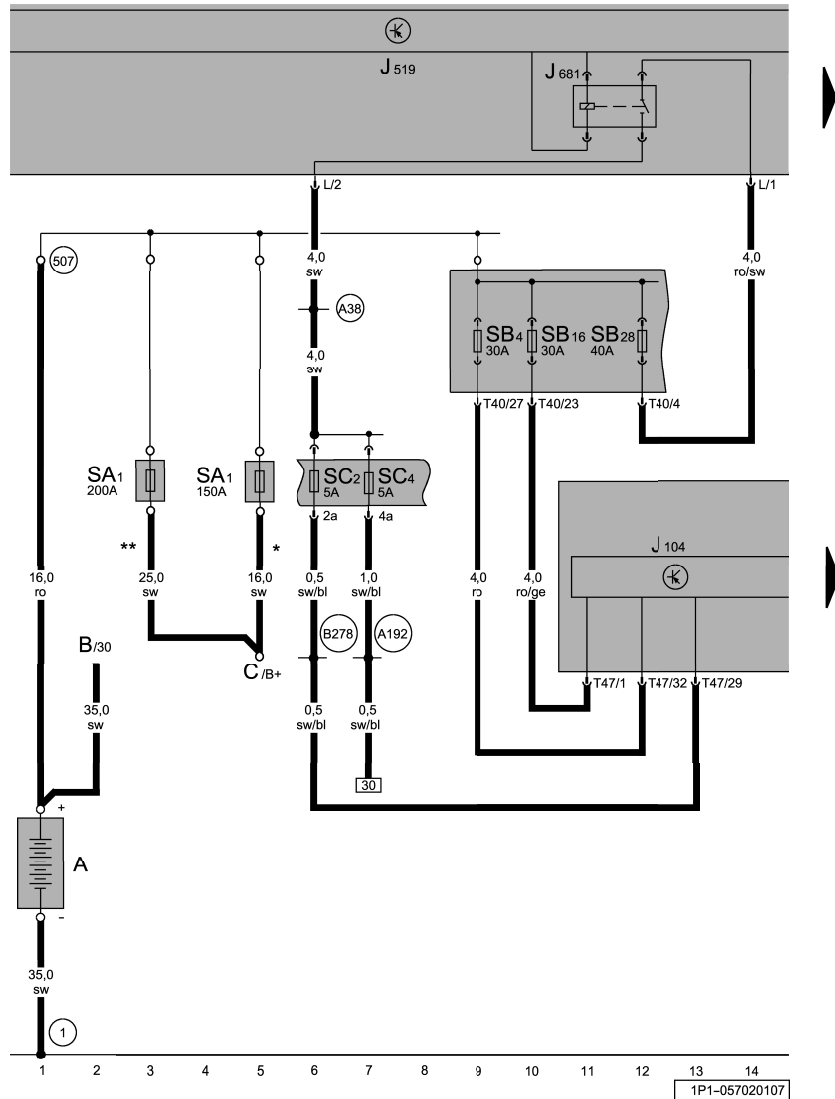 J 519
J 681
L/2
L/1
507
4,0
sw
4,0
ro/sw
A38
4,0
sw
SB4
30A
SB16
30A
SB28
40A
T40/27
T40/23
T40/4
SA1
200A
SA1
150A
SC2
5A
SC4
5A
2a
4a
**
*
J 104
16,0
ro
25,0
sw
16,0
sw
0,5
sw/bl
1,0
sw/bl
4,0
ro
4,0
ro/ge
B/30
C/B+
B278
A192
T47/1
T47/32
T47/29
35,0
sw
0,5
sw/bl
0,5
sw/bl
30
+
A
-
35,0
sw
1
1 2 3 4 5 6 7 8 9 10 11 12 13 14
1P1-057020107